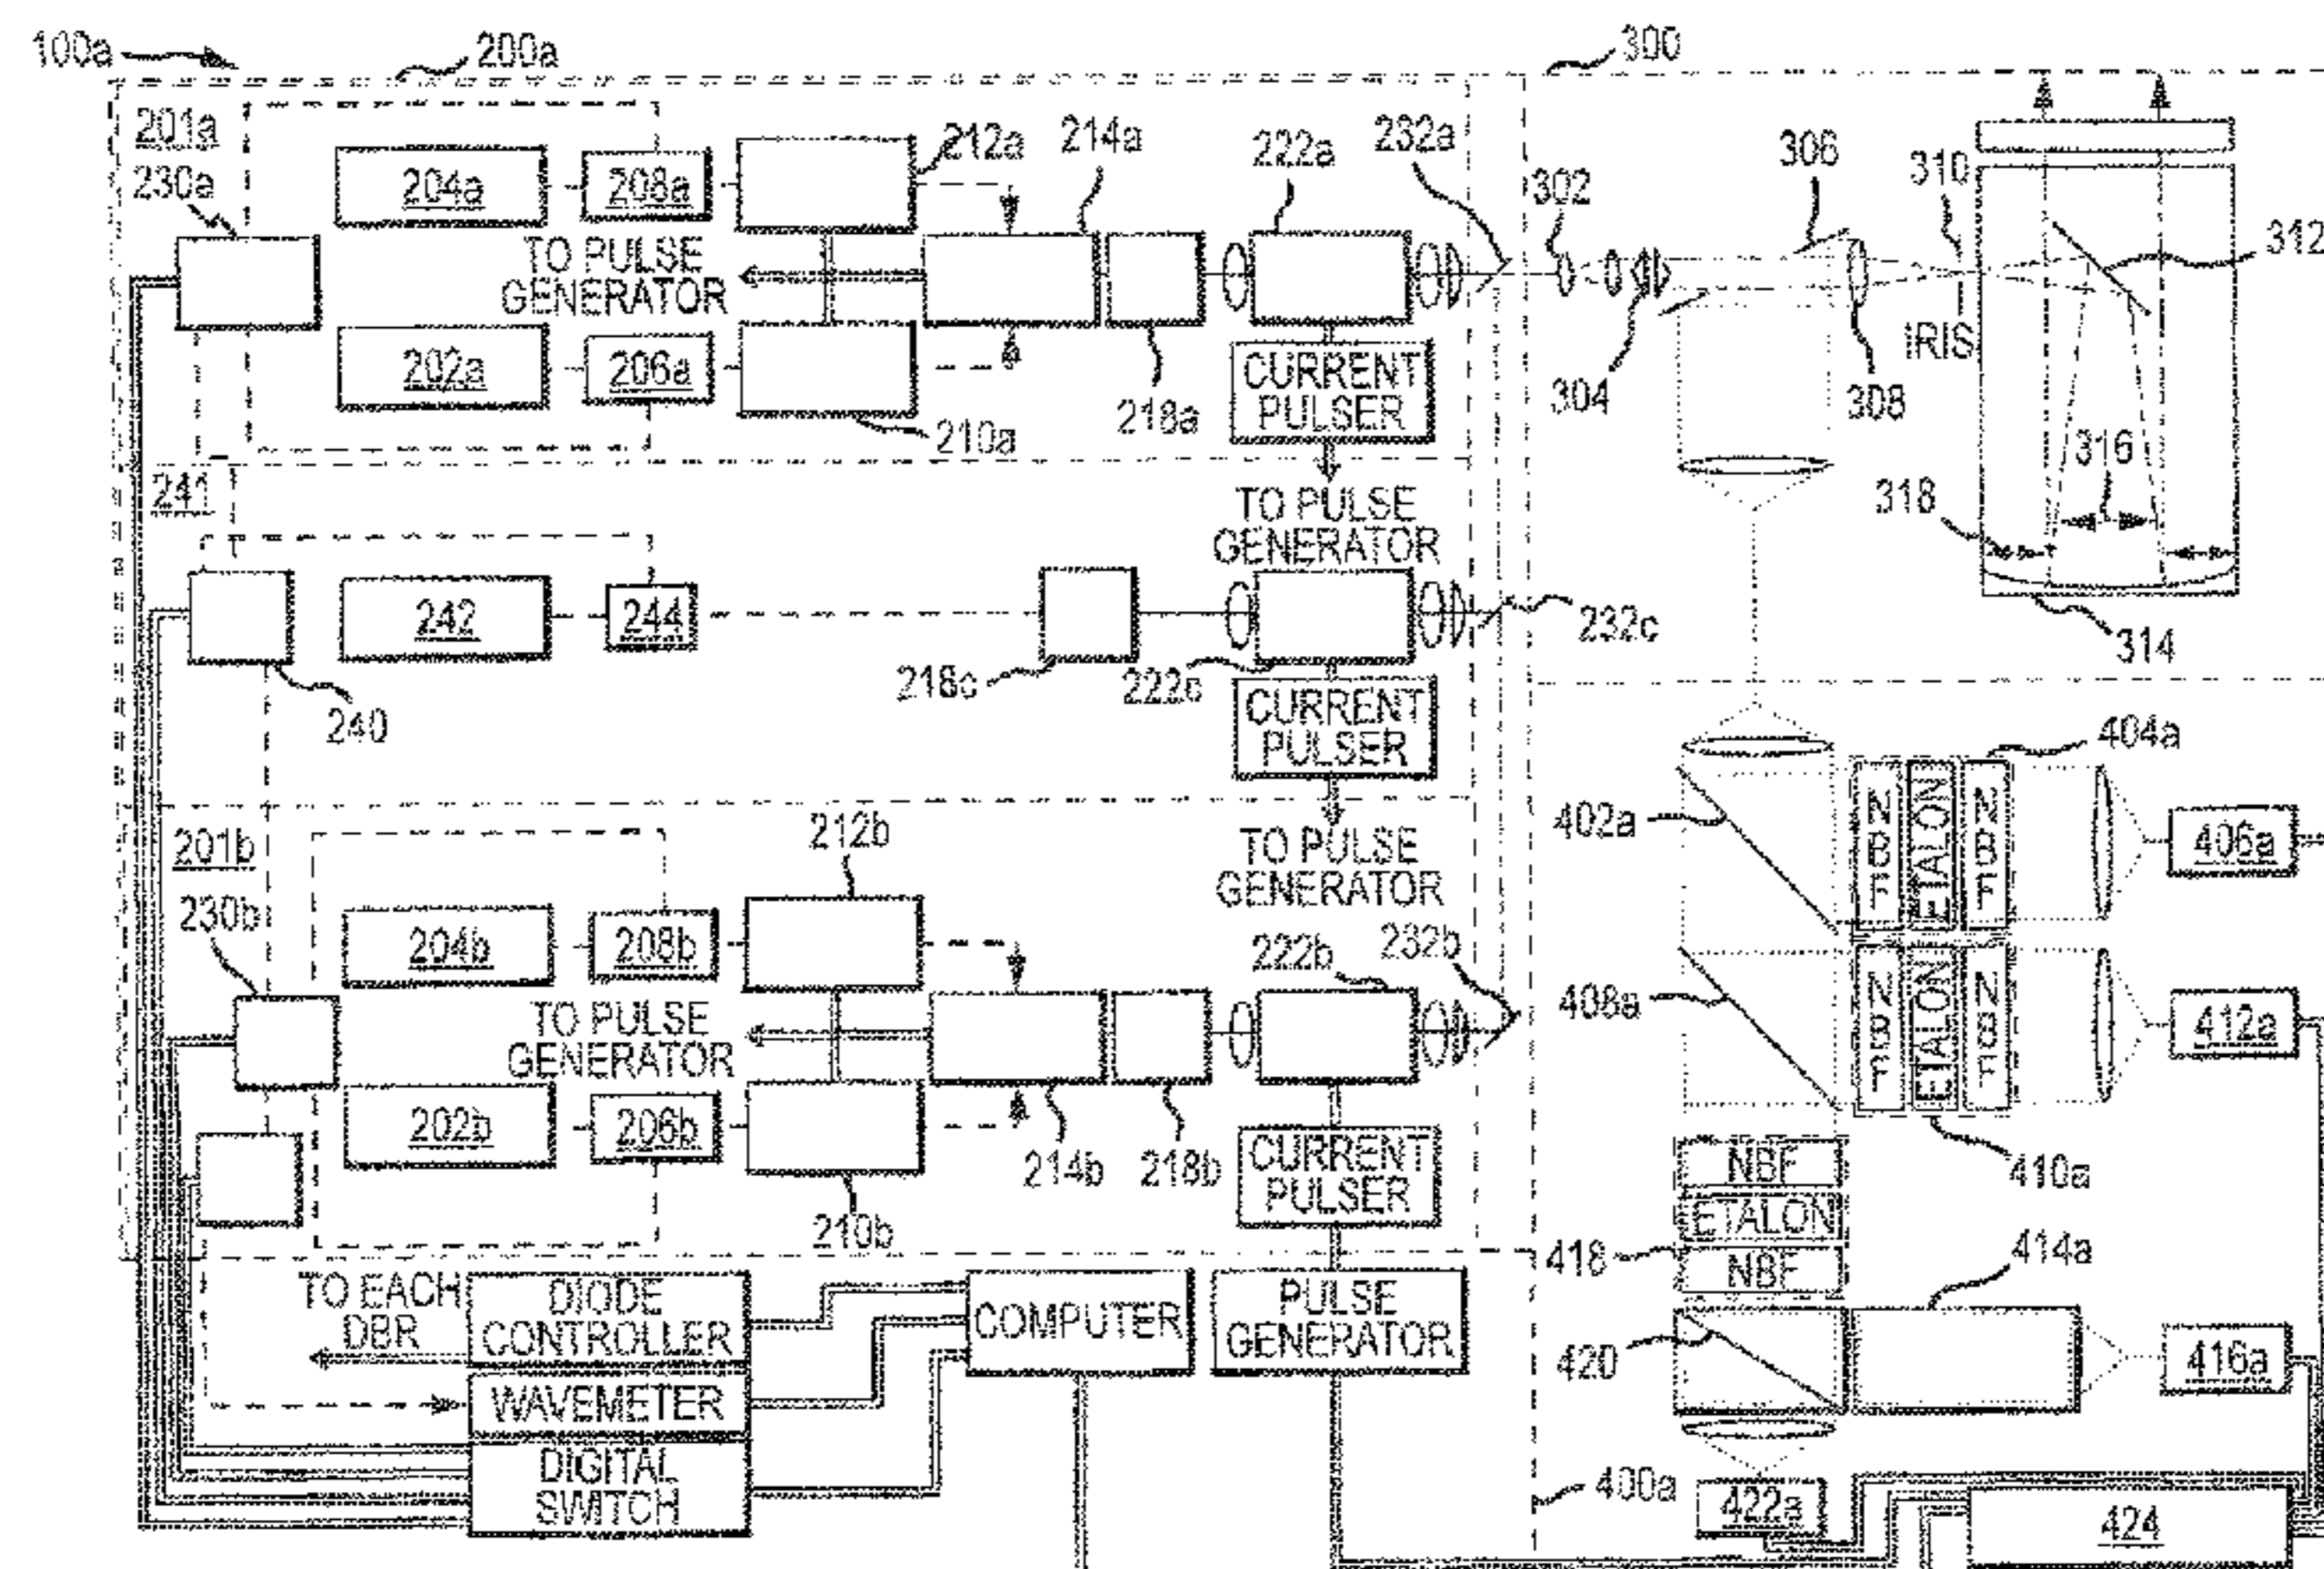 100a
200a
300
201a
230a
204a
208a
212a
214a
222a
232a
302
306
310
312
TO PULSE
GENERATOR
IRIS
202a
206a
210a
218a
CURRENT
PULSER
304
308
316
318
241
TO PULSE
GENERATOR
242
244
218c
222c
232c
314
240
CURRENT
PULSER
404a
201b
230b
212b
TO PULSE
GENERATOR
402a
NBF
ETALON
NBF
406a
204b
208b
222b
232b
408a
NBF
ETALON
NBF
412a
TO PULSE
GENERATOR
202b
206b
210b
214b
218b
CURRENT
PULSER
NBF
ETALON
NBF
410a
418
414a
TO EACH
DBR
DIODE
CONTROLLER
COMPUTER
PULSE
GENERATOR
420
416a
WAVEMETER
DIGITAL
SWITCH
400a
422a
424